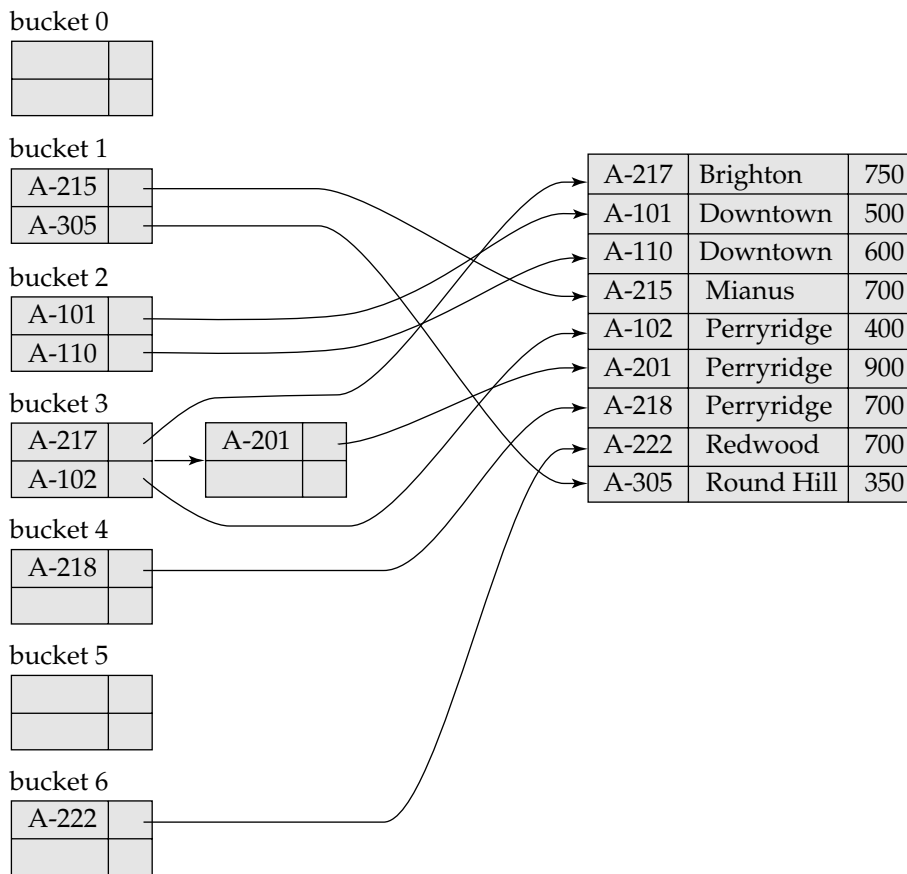 bucket 0
bucket 1
A-215
A-305
bucket 2
A-101
A-110
bucket 3
A-217
A-102
A-201
bucket 4
A-218
bucket 5
bucket 6
A-222
A-217 Brighton 750
A-101 Downtown 500
A-110 Downtown 600
A-215 Mianus 700
A-102 Perryridge 400
A-201 Perryridge 900
A-218 Perryridge 700
A-222 Redwood 700
A-305 Round Hill 350